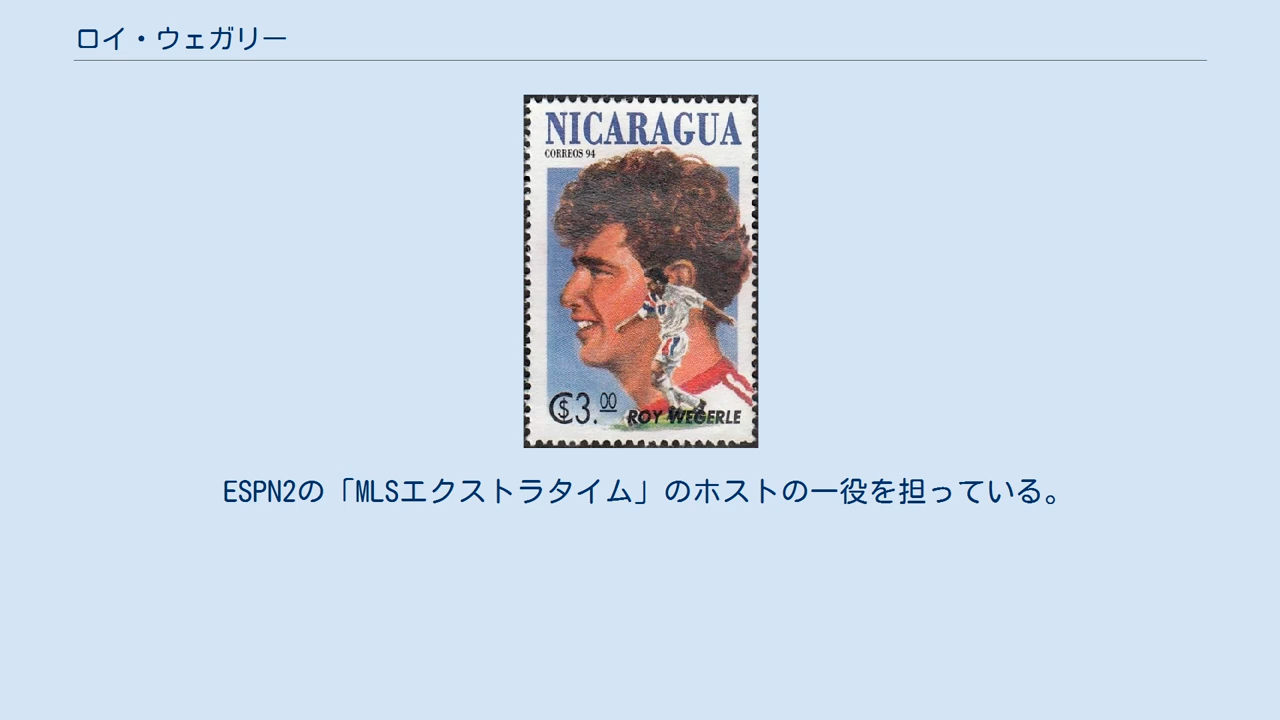 ロイ・ウェガリー
NICARAGUA
CORREOS 94
C$3.00
ROY WEGERLE
ESPN2の「MLSエクストラタイム」のホストの一役を担っている。